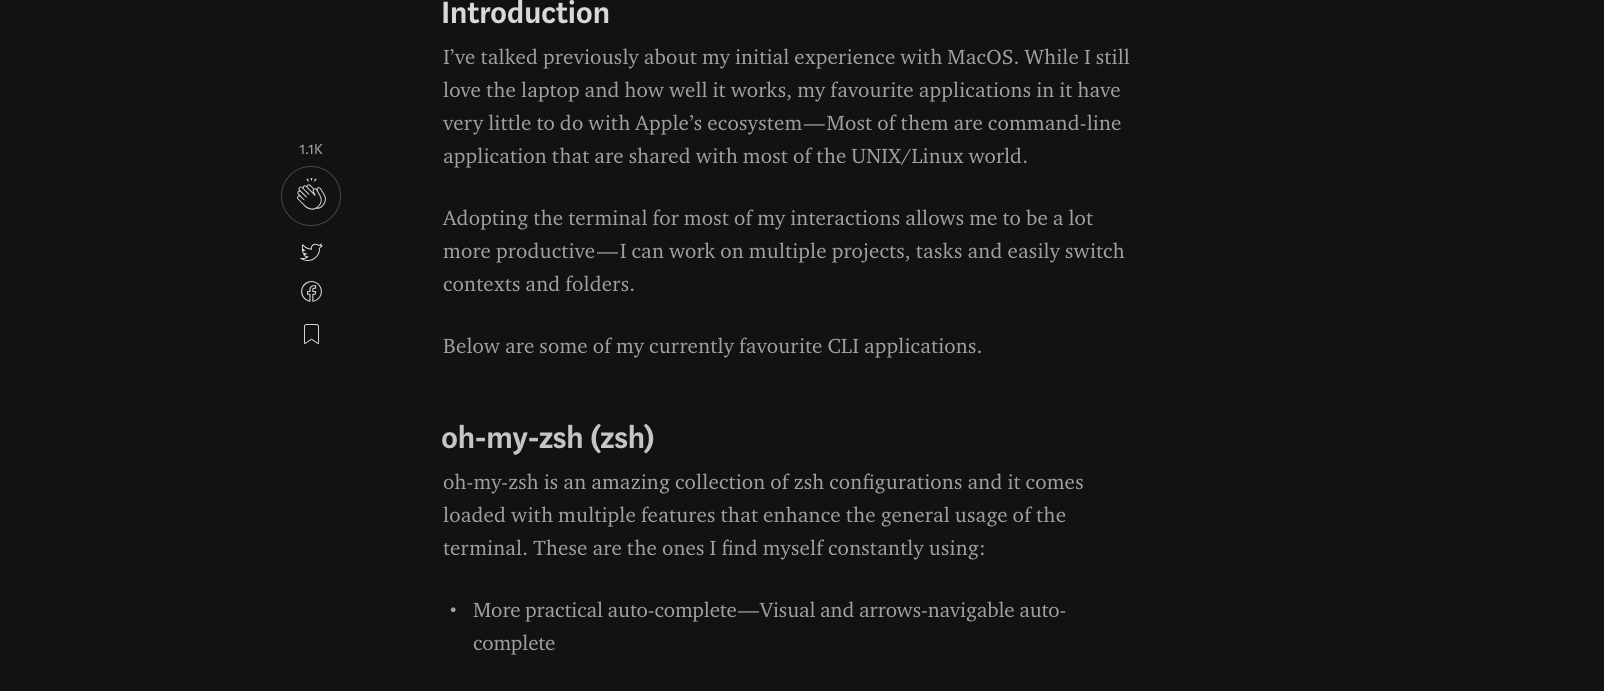 Introduction
I’ve talked previously about my initial experience with MacOS. While I still
love the laptop and how well it works, my favourite applications in it have
very little to do with Apple’s ecosystem — Most of them are command-line
application that are shared with most of the UNIX/Linux world.
1.1K
Adopting the terminal for most of my interactions allows me to be a lot
more productive — I can work on multiple projects, tasks and easily switch
contexts and folders.
Below are some of my currently favourite CLI applications.
oh-my-zsh (zsh)
oh-my-zsh is an amazing collection of zsh configurations and it comes
loaded with multiple features that enhance the general usage of the
terminal. These are the ones I find myself constantly using:
• More practical auto-complete — Visual and arrows-navigable auto-
complete